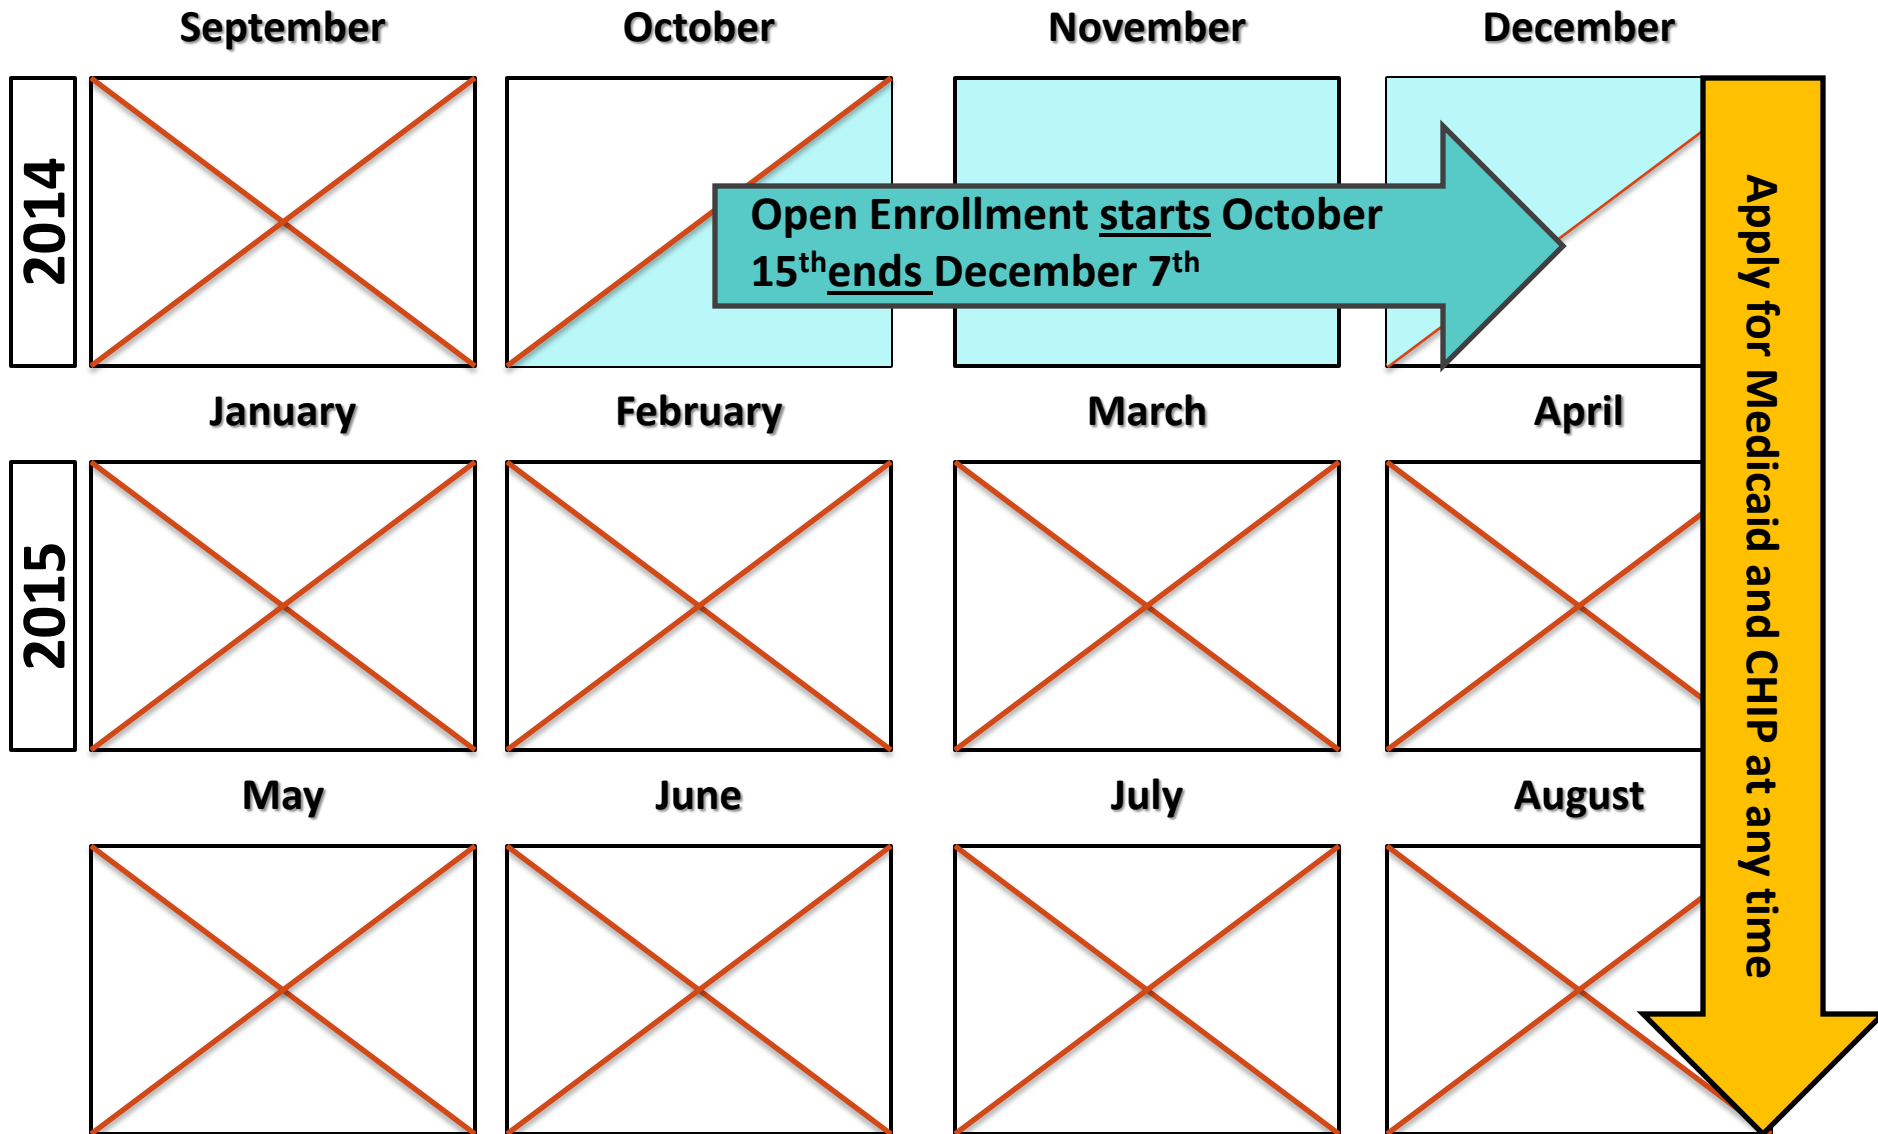 September
October
November
December
2014
Open Enrollment starts October
15thends December 7th
January
February
March
April
2015
May
June
July
August
Apply for Medicaid and CHIP at any time